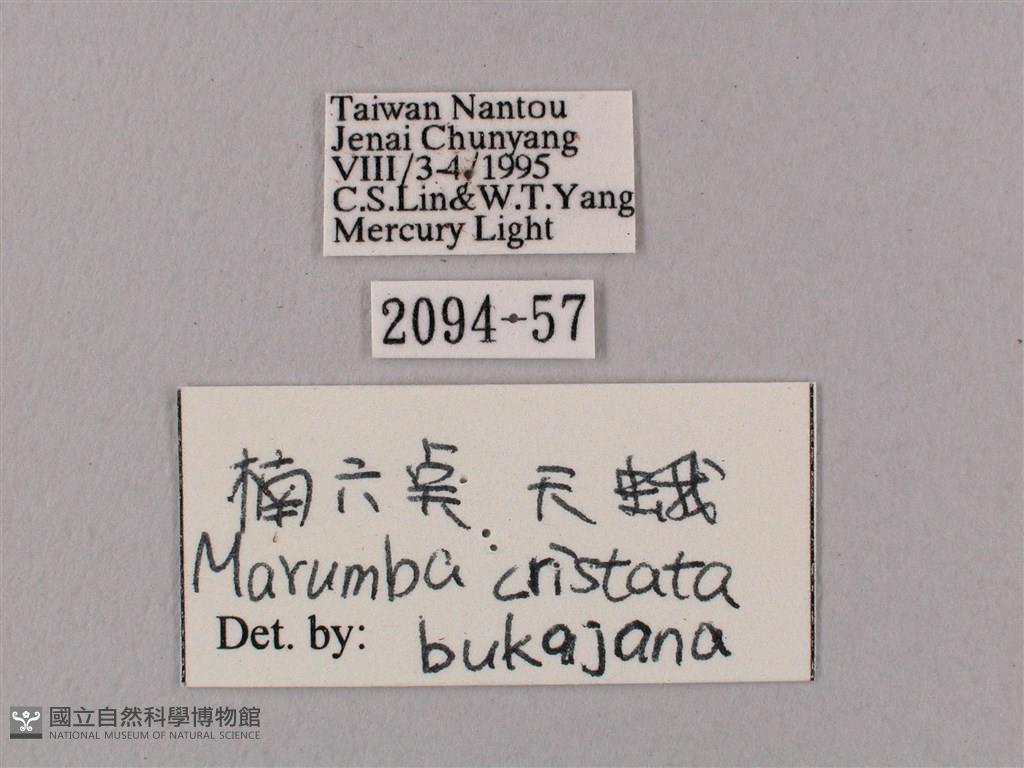 Taiwan Nantou
Jenai Chunyang
VIII/3-4/1995
C.S.Lin&W.T.Yang
Mercury Light
2094-57
楠六点天蛾
Marumba cristata
Det. by: bukajana
國立自然科學博物館
NATIONAL MUSEUM OF NATURAL SCIENCE